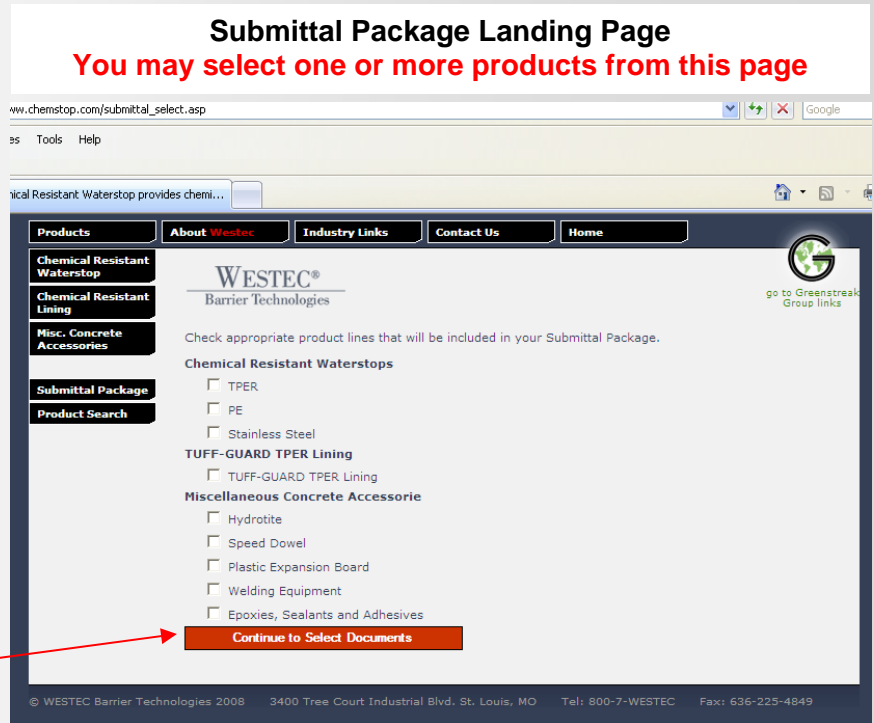 Submittal Package Landing Page
You may select one or more products from this page
ww.chemstop.com/submittal_select.asp
Google
es Tools Help
nical Resistant Waterstop provides chemi...
Products About Westec Industry Links Contact Us Home
Chemical Resistant
Waterstop
Chemical Resistant
Lining
Misc. Concrete
Accessories
Submittal Package
Product Search
WESTEC®
Barrier Technologies
go to Greenstreak
Group links
Check appropriate product lines that will be included in your Submittal Package.
Chemical Resistant Waterstops
TPER
PE
Stainless Steel
TUFF-GUARD TPER Lining
TUFF-GUARD TPER Lining
Miscellaneous Concrete Accessorie
Hydrotite
Speed Dowel
Plastic Expansion Board
Welding Equipment
Epoxies, Sealants and Adhesives
Continue to Select Documents
© WESTEC Barrier Technologies 2008 3400 Tree Court Industrial Blvd. St. Louis, MO Tel: 800-7-WESTEC Fax: 636-225-4849